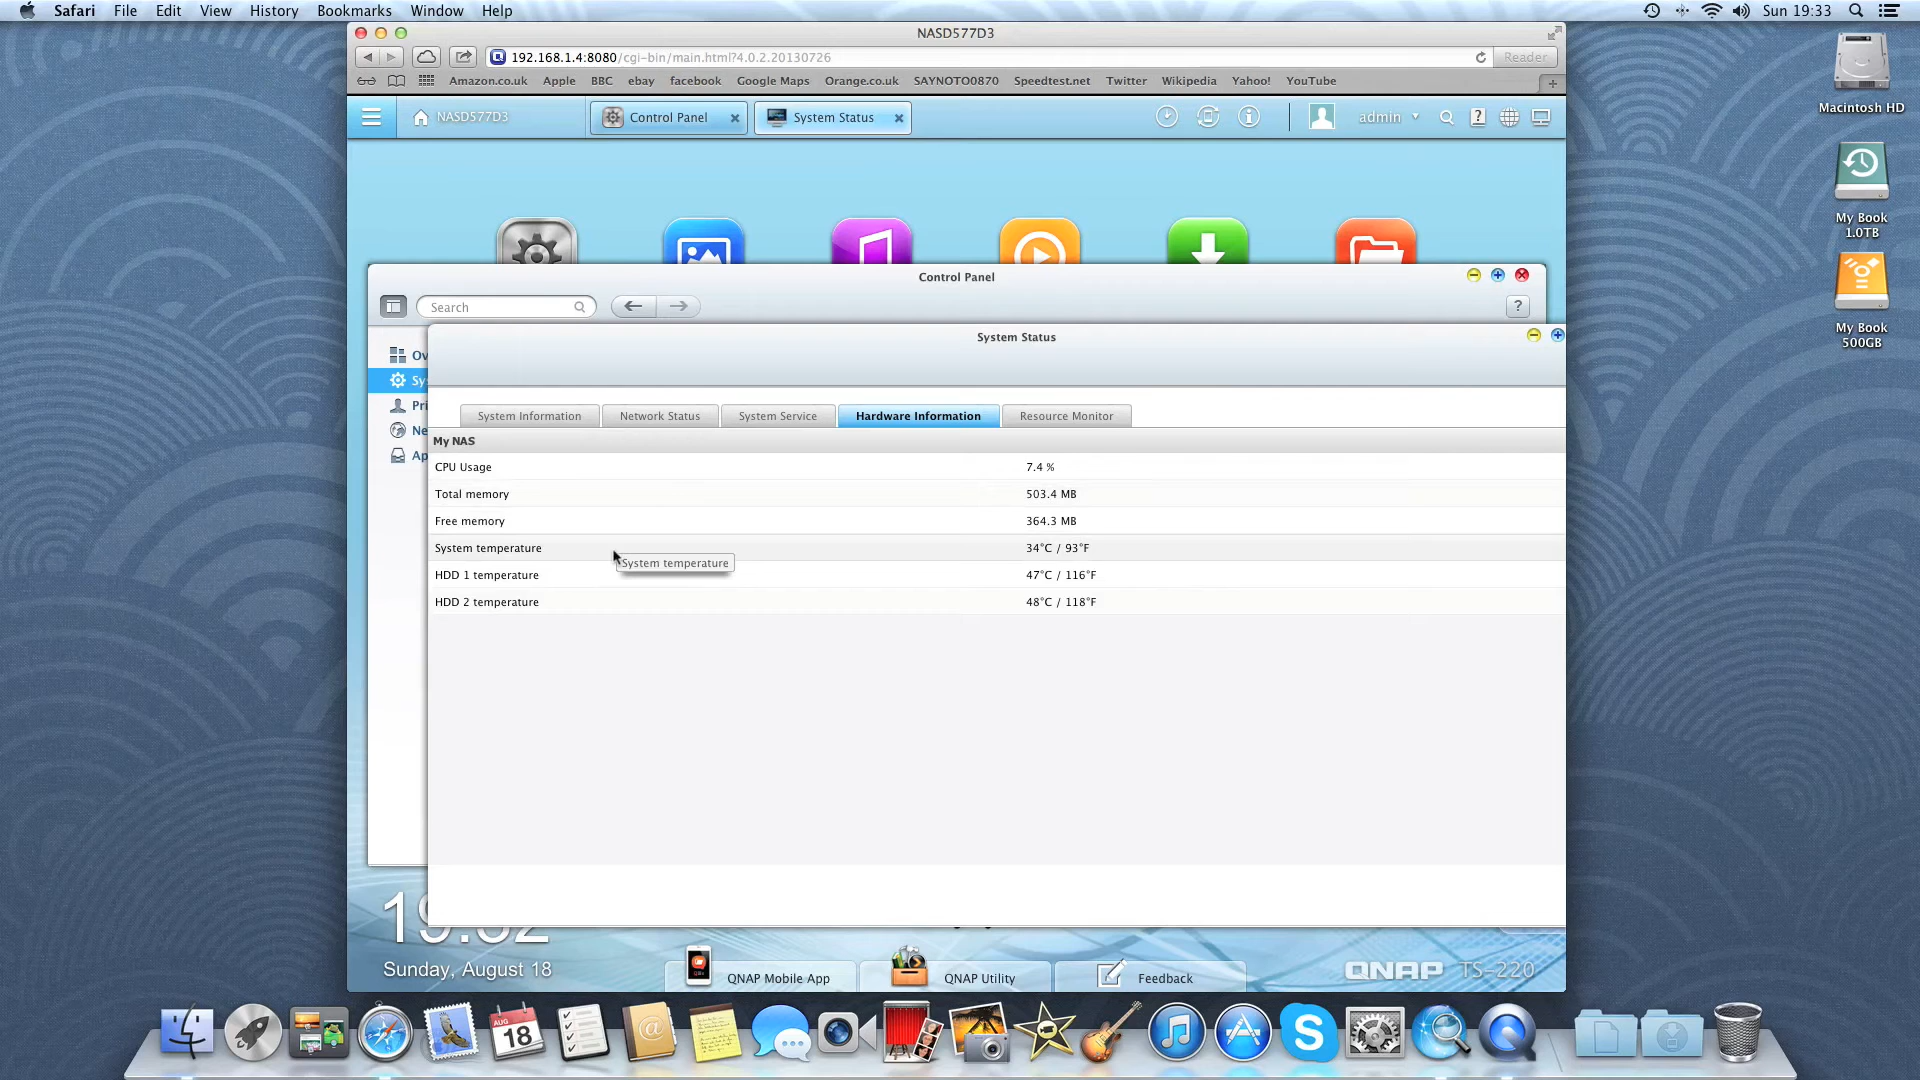 Safari File Edit View History Bookmarks Window Help Sun 19:33
NASD577D3
192.168.1.4:8080/cgi-bin/main.html?4.0.2.20130726 Reader
Amazon.co.uk Apple BBC ebay facebook Google Maps Orange.co.uk SAYNOTO0870 Speedtest.net Twitter Wikipedia Yahoo! YouTube
NASD577D3 Control Panel System Status admin
Macintosh HD
My Book
1.0TB
My Book
500GB
Control Panel
Search
System Status
Ov
Sy
Pri
Ne
Ap
System Information Network Status System Service Hardware Information Resource Monitor
My NAS
CPU Usage 7.4 %
Total memory 503.4 MB
Free memory 364.3 MB
System temperature 34°C / 93°F
System temperature
HDD 1 temperature 47°C / 116°F
HDD 2 temperature 48°C / 118°F
Sunday, August 18
QNAP Mobile App QNAP Utility Feedback
QNAP TS-220
AUG
18